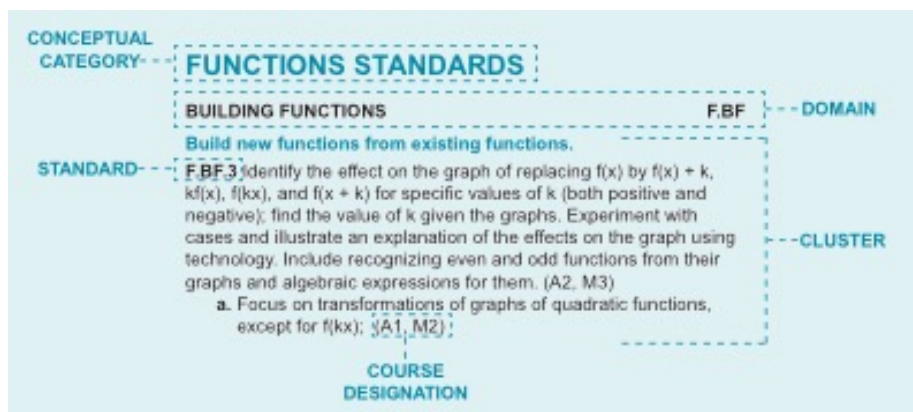 CONCEPTUAL
CATEGORY
FUNCTIONS STANDARDS
BUILDING FUNCTIONS F.BF
DOMAIN
Build new functions from existing functions.
STANDARD
F.BF.3 Identify the effect on the graph of replacing f(x) by f(x) + k,
kf(x), f(kx), and f(x + k) for specific values of k (both positive and
negative); find the value of k given the graphs. Experiment with
cases and illustrate an explanation of the effects on the graph using
technology. Include recognizing even and odd functions from their
graphs and algebraic expressions for them. (A2, M3)
CLUSTER
a. Focus on transformations of graphs of quadratic functions,
except for f(kx); (A1, M2)
COURSE
DESIGNATION